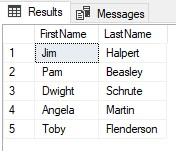 Results Messages
FirstName LastName
1 Jim Halpert
2 Pam Beasley
3 Dwight Schrute
4 Angela Martin
5 Toby Flenderson